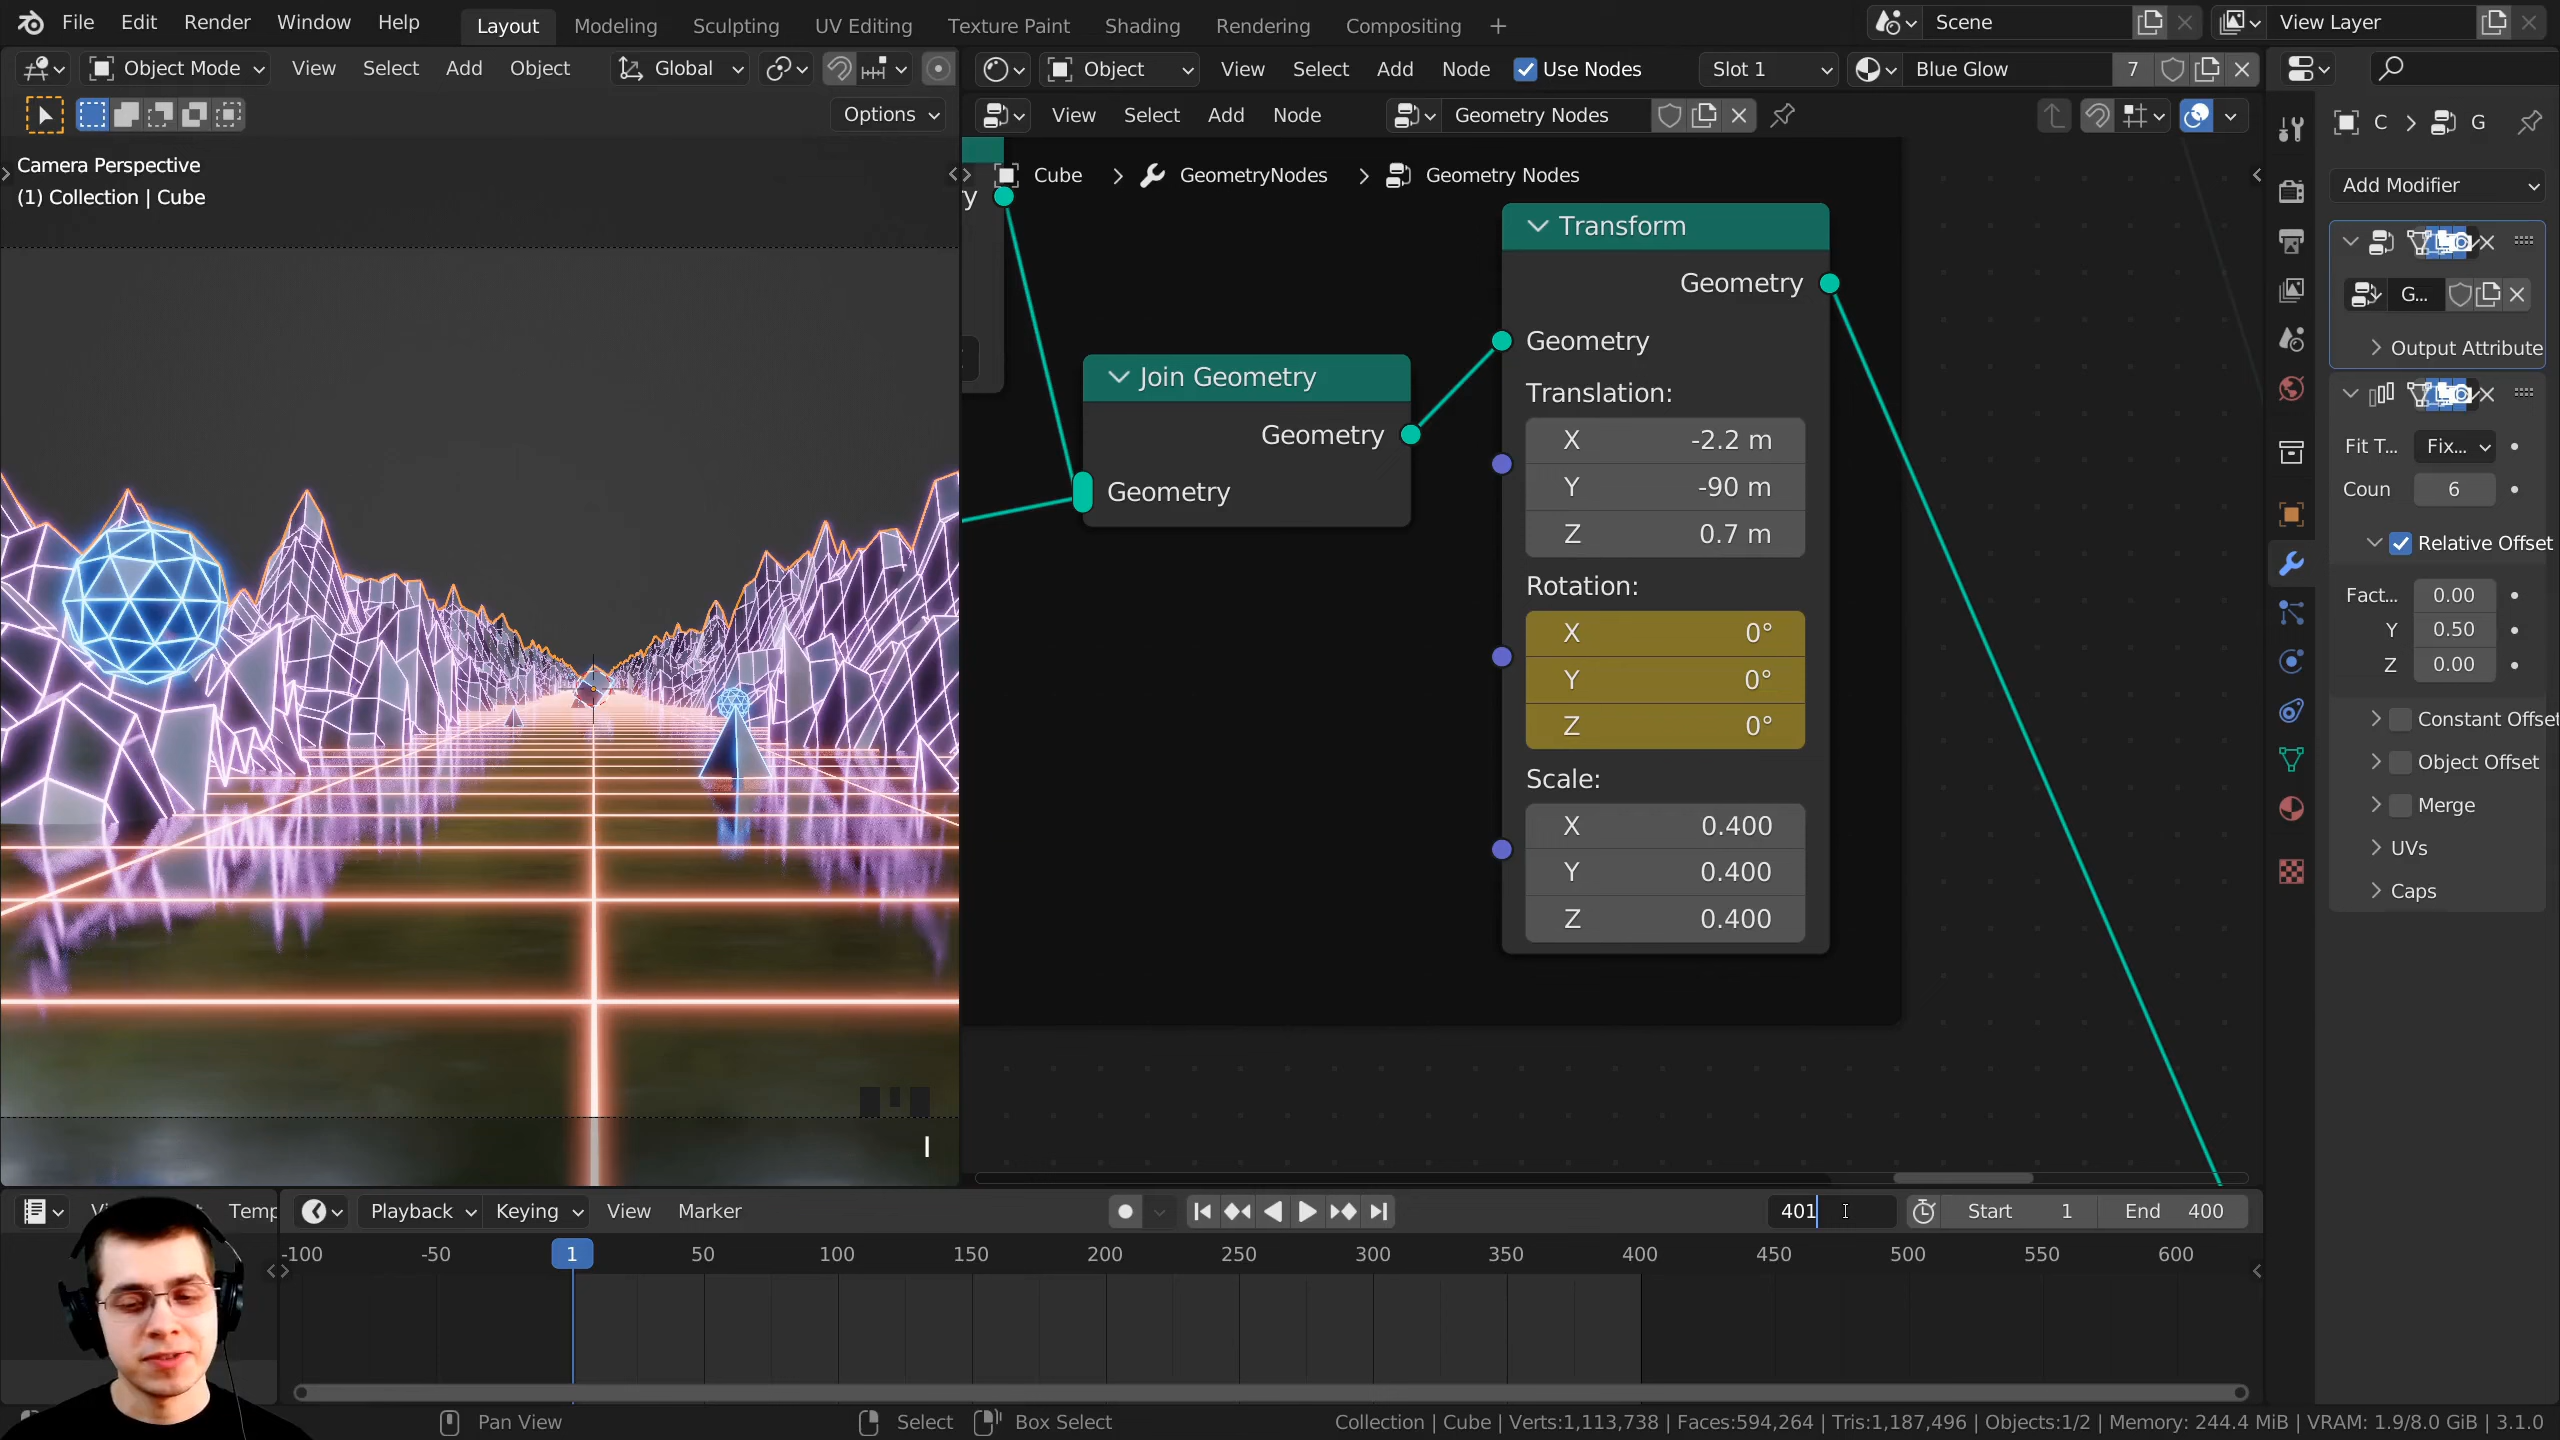 File Edit Render Window Help Layout Modeling Sculpting UV Editing Texture Paint Shading Rendering Compositing + Scene View Layer
Object Mode View Select Add Object Global Object View Select Add Node Use Nodes Slot 1 Blue Glow 7
Options View Select Add Node Geometry Nodes
Camera Perspective
(1) Collection | Cube
Cube > GeometryNodes > Geometry Nodes
C > G
Add Modifier
G...
Output Attribute
Fit T... Fix...
Coun 6
Relative Offset
Fact... 0.00
Y 0.50
Z 0.00
Constant Offset
Object Offset
Merge
UVs
Caps
y
Join Geometry
Geometry
Geometry
Transform
Geometry
Geometry
Translation:
X -2.2 m
Y -90 m
Z 0.7 m
Rotation:
X 0°
Y 0°
Z 0°
Scale:
X 0.400
Y 0.400
Z 0.400
I
Temp Playback Keying View Marker 401 Start 1 End 400
-100 -50 1 50 100 150 200 250 300 350 400 450 500 550 600
Pan View Select Box Select Collection | Cube | Verts:1,113,738 | Faces:594,264 | Tris:1,187,496 | Objects:1/2 | Memory: 244.4 MiB | VRAM: 1.9/8.0 GiB | 3.1.0